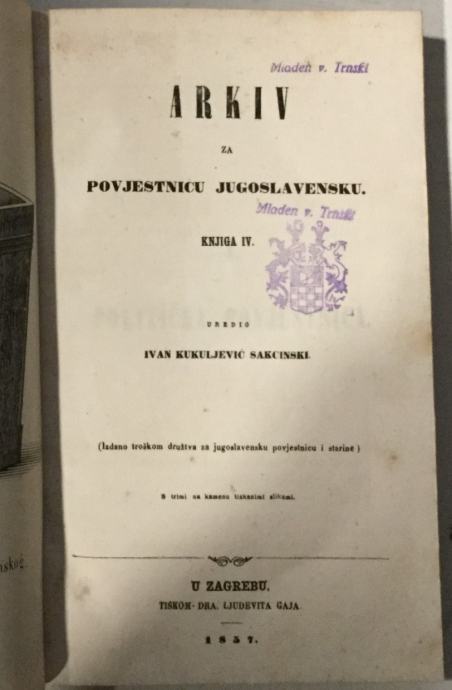 Mladen v. Trnski
ARKIV
ZA
POVJESTNICU JUGOSLAVENSKU.
Mladen v. Trnski
KNJIGA IV.
UREDIO
IVAN KUKULJEVIĆ SAKCINSKI.
(Izdano troškom družtva za jugoslavensku povjestnicu i starine)
S trimi na kamenu tiskanimi slikami.
U ZAGREBU.
TISKOM DRA. LJUDEVITA GAJA.
1857.